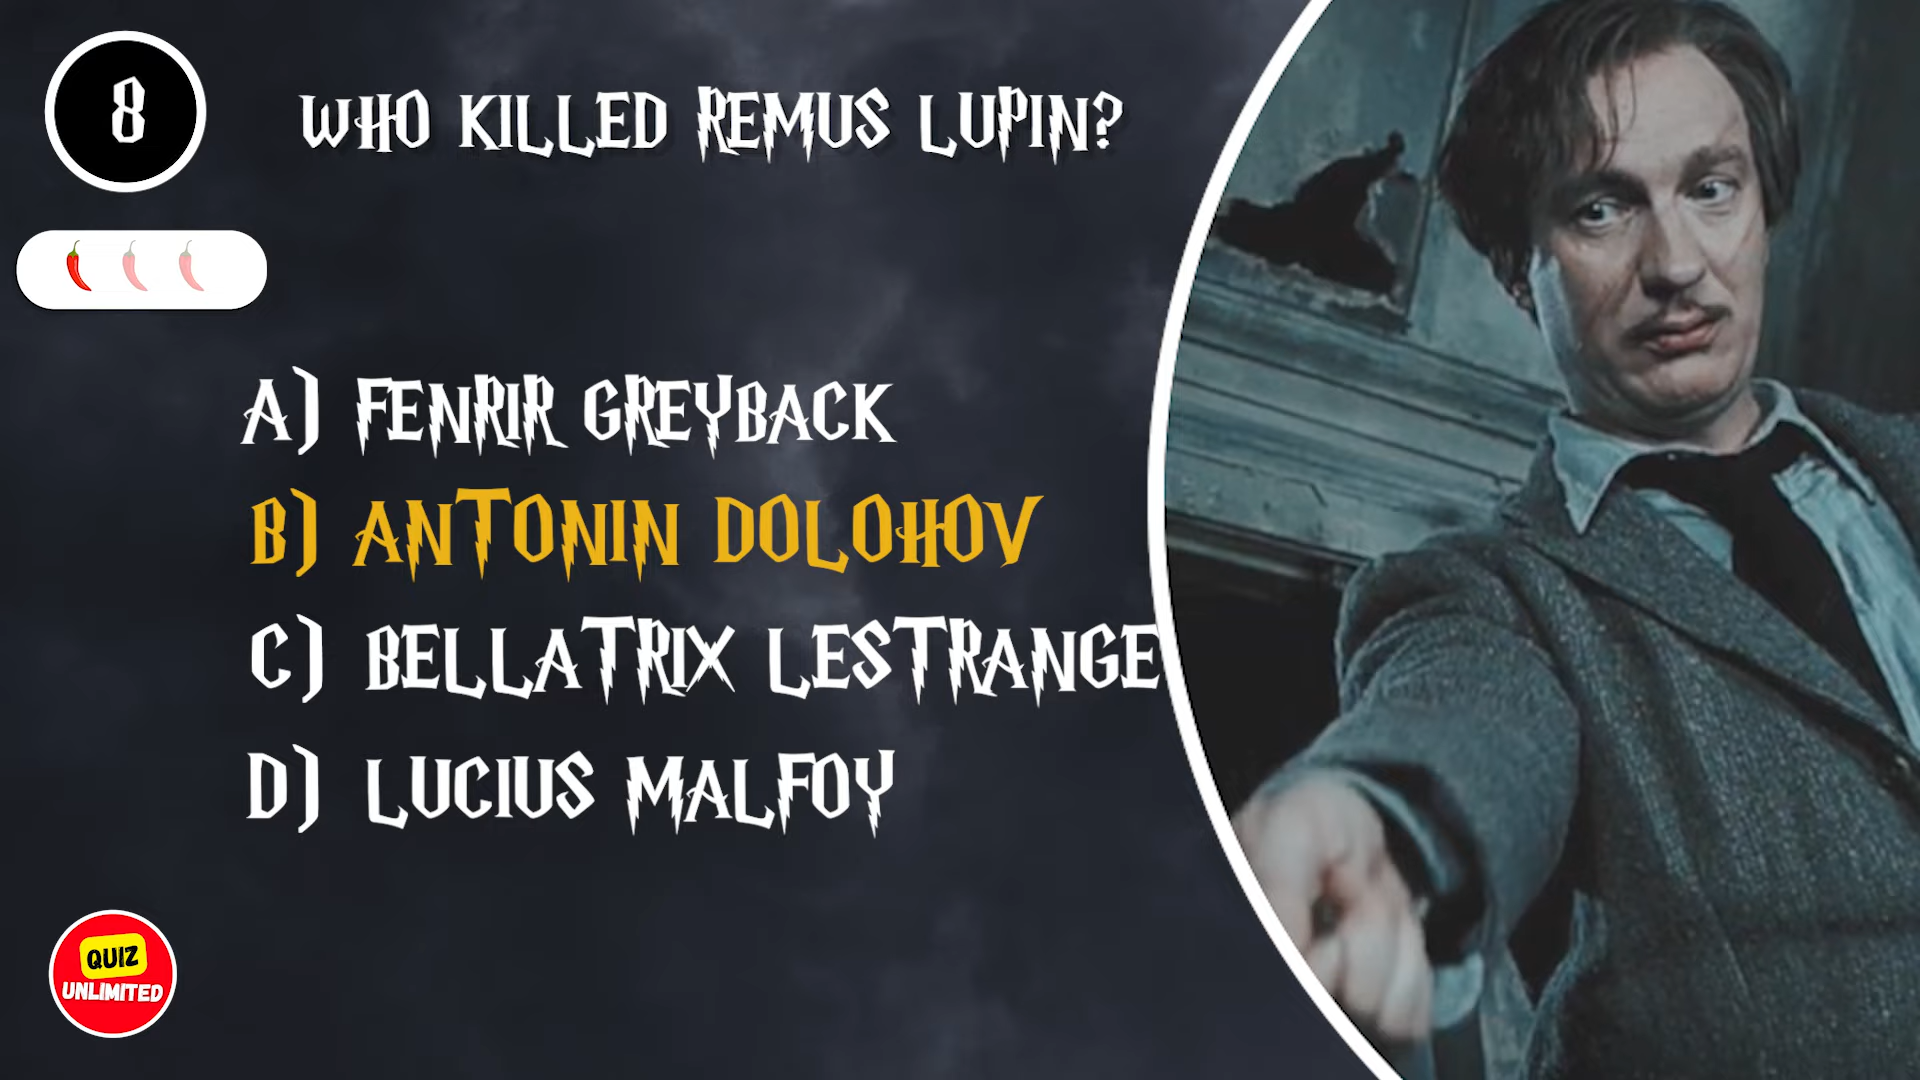 8
WHO KILLED REMUS LUPIN?
A) FENRIR GREYBACK
B) ANTONIN DOLOHOV
C) BELLATRIX LESTRANGE
D) LUCIUS MALFOY
QUIZ
UNLIMITED